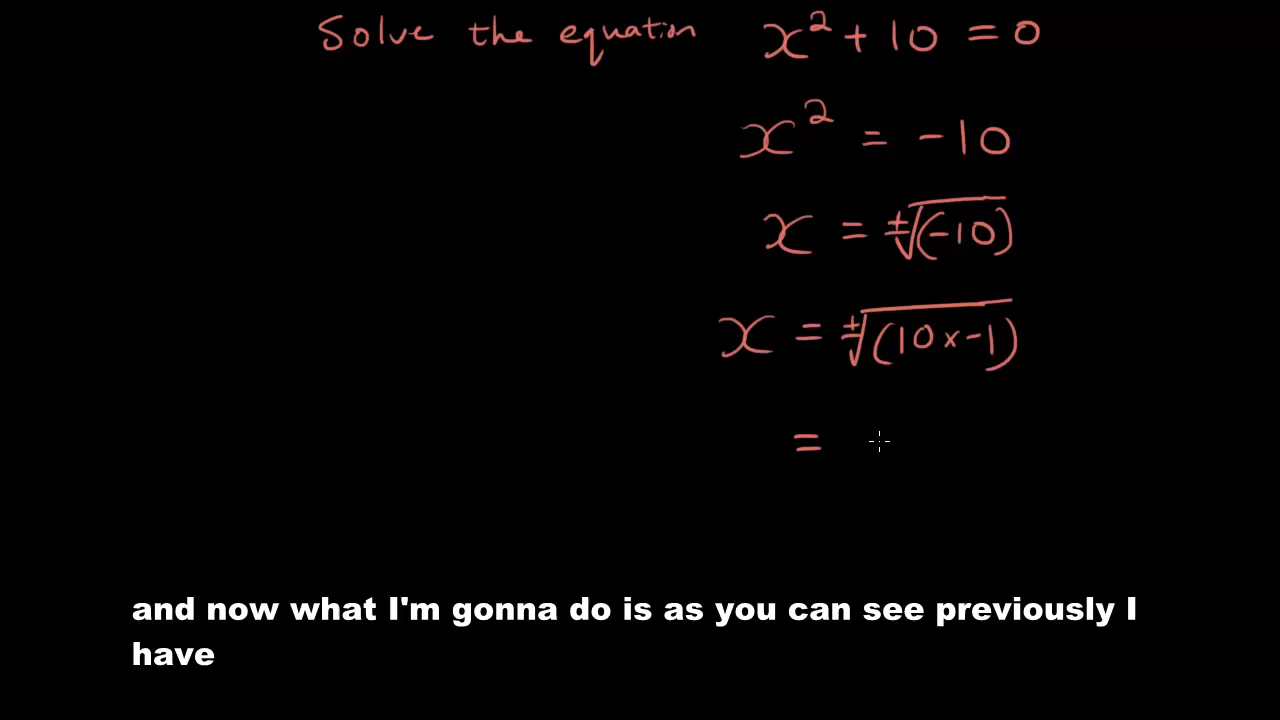 Solve the equation x² + 10 = 0
x² = -10
x = ±√(-10)
x = ±√(10 × -1)
=
and now what I'm gonna do is as you can see previously I
have